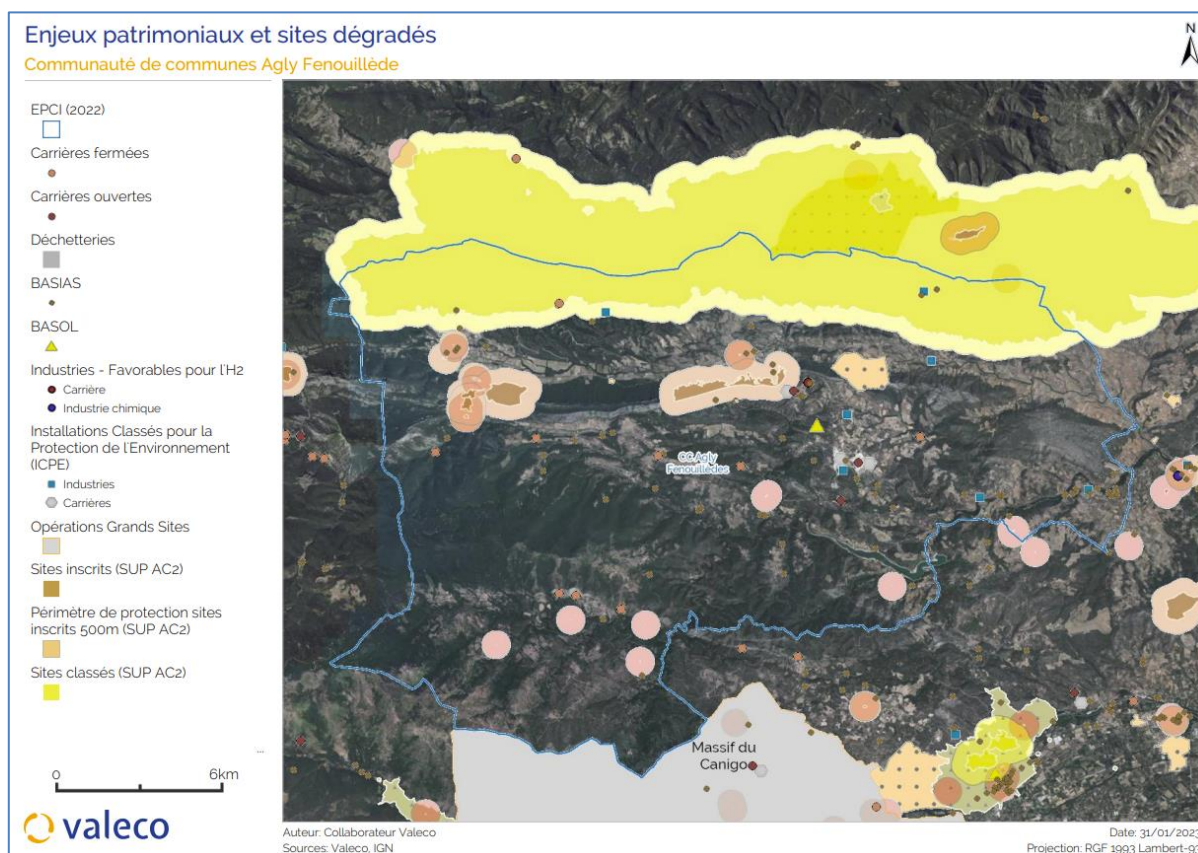 Enjeux patrimoniaux et sites dégradés
Communauté de communes Agly Fenouillède
N
EPCI (2022)
Carrières fermées
Carrières ouvertes
Déchetteries
BASIAS
BASOL
Industries - Favorables pour l'H2
Carrière
Industrie chimique
Installations Classés pour la
Protection de l'Environnement
(ICPE)
Industries
Carrières
Opérations Grands Sites
Sites inscrits (SUP AC2)
Périmètre de protection sites
inscrits 500m (SUP AC2)
Sites classés (SUP AC2)
...
0 6km
valeco
CC Agly
Fenouillèdes
Massif du
Canigo
Auteur: Collaborateur Valeco
Sources: Valeco, IGN
Date: 31/01/2023
Projection: RGF 1993 Lambert-93